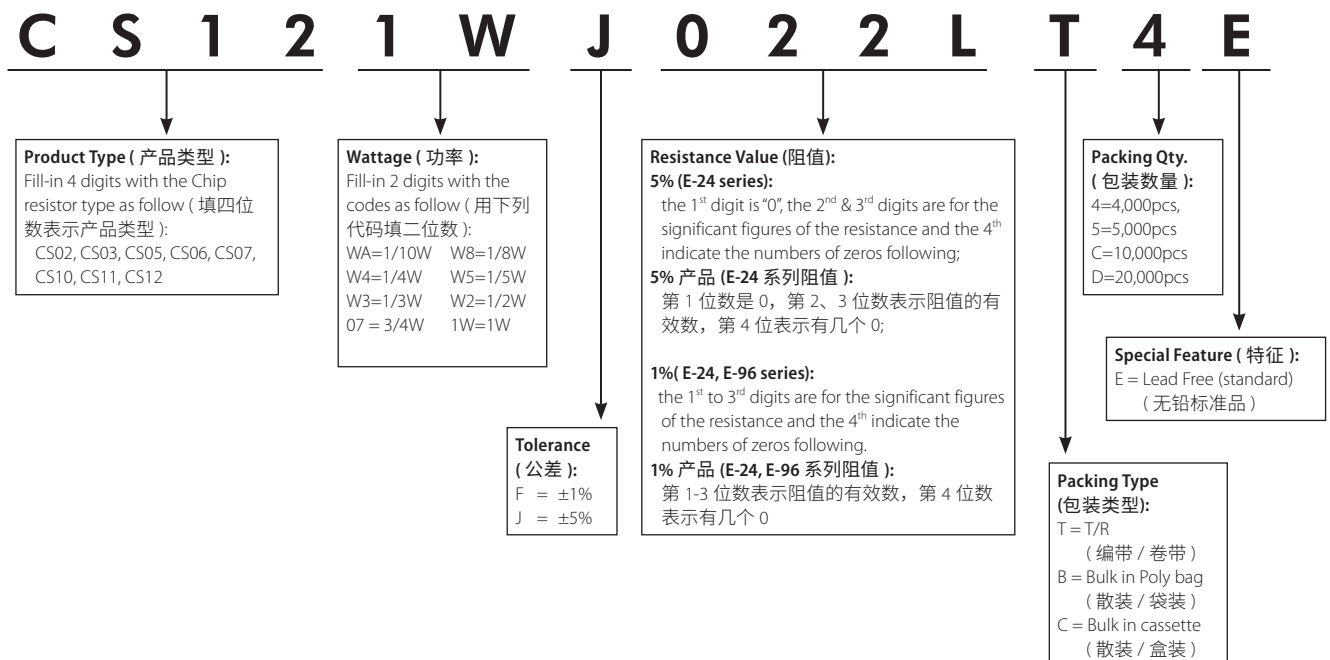 C S 1 2 1 W J 0 2 2 L T 4 E
Product Type ( 产品类型 ):
Fill-in 4 digits with the Chip
resistor type as follow ( 填四位
数表示产品类型 ):
CS02, CS03, CS05, CS06, CS07,
CS10, CS11, CS12
Wattage ( 功率 ):
Fill-in 2 digits with the
codes as follow ( 用下列
代码填二位数 ):
WA=1/10W W8=1/8W
W4=1/4W W5=1/5W
W3=1/3W W2=1/2W
07 = 3/4W 1W=1W
Tolerance
( 公差 ):
F = ±1%
J = ±5%
Resistance Value (阻值):
5% (E-24 series):
the 1st digit is "0", the 2nd & 3rd digits are for the
significant figures of the resistance and the 4th
indicate the numbers of zeros following;
5% 产品 (E-24 系列阻值 ):
第 1 位数是 0，第 2、3 位数表示阻值的有
效数，第 4 位表示有几个 0;
1%( E-24, E-96 series):
the 1st to 3rd digits are for the significant figures
of the resistance and the 4th indicate the
numbers of zeros following.
1% 产品 (E-24, E-96 系列阻值 ):
第 1-3 位数表示阻值的有效数，第 4 位数
表示有几个 0
Packing Type
(包装类型):
T = T/R
( 编带 / 卷带 )
B = Bulk in Poly bag
( 散装 / 袋装 )
C = Bulk in cassette
( 散装 / 盒装 )
Packing Qty.
( 包装数量 ):
4=4,000pcs,
5=5,000pcs
C=10,000pcs
D=20,000pcs
Special Feature ( 特征 ):
E = Lead Free (standard)
( 无铅标准品 )